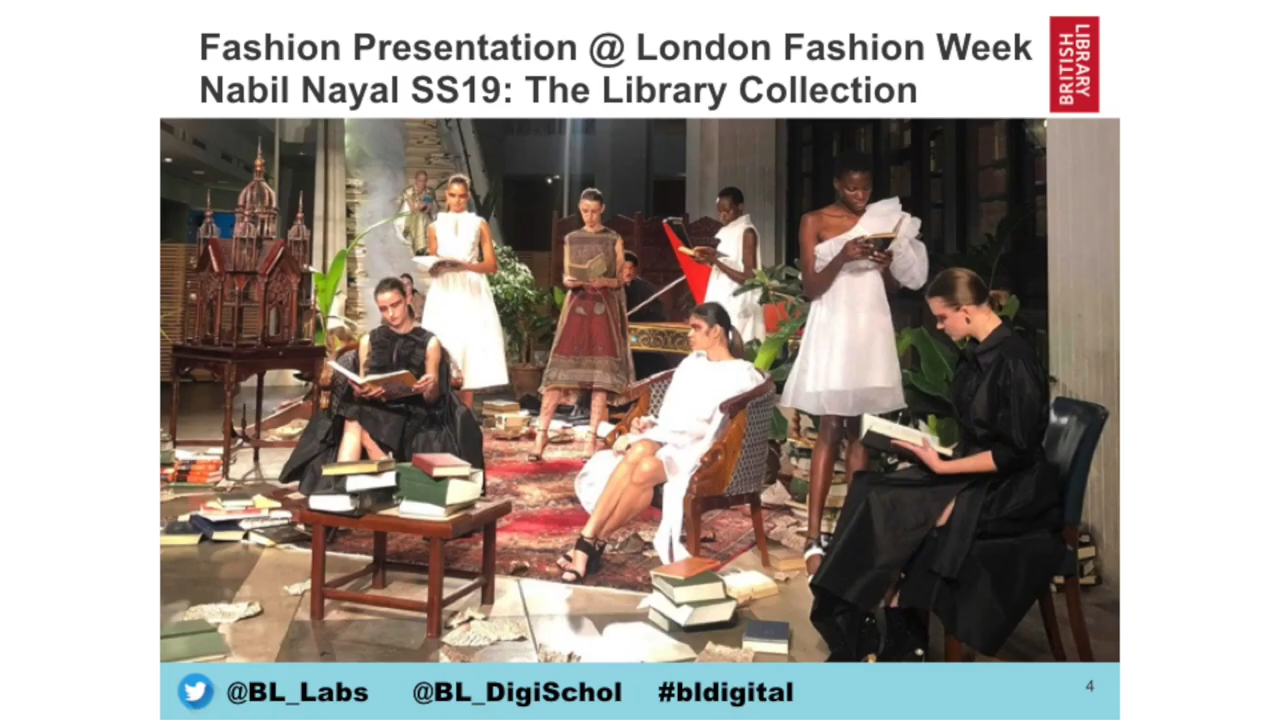 Fashion Presentation @ London Fashion Week
Nabil Nayal SS19: The Library Collection
BRITISH
LIBRARY
@BL_Labs @BL_DigiSchol #bldigital
4